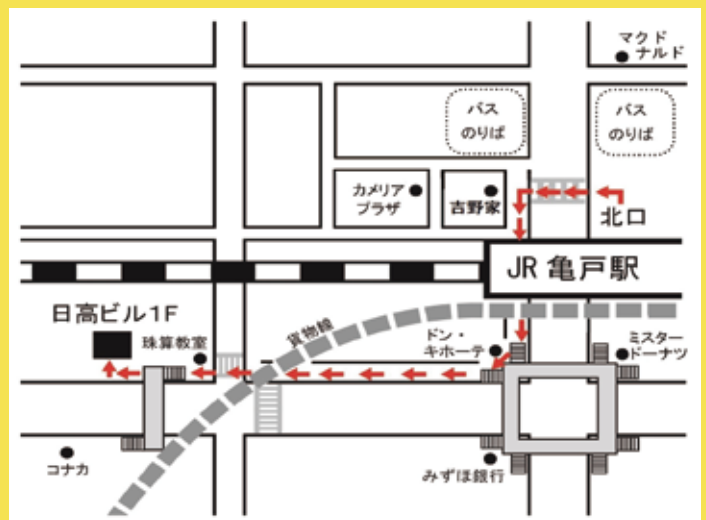 マクド
ナルド
バス
のりば
バス
のりば
カメリア
プラザ
吉野家
北口
JR 亀戸駅
日高ビル1F
珠算教室
貨物線
ドン・
キホーテ
ミスター
ドーナツ
コナカ
みずほ銀行